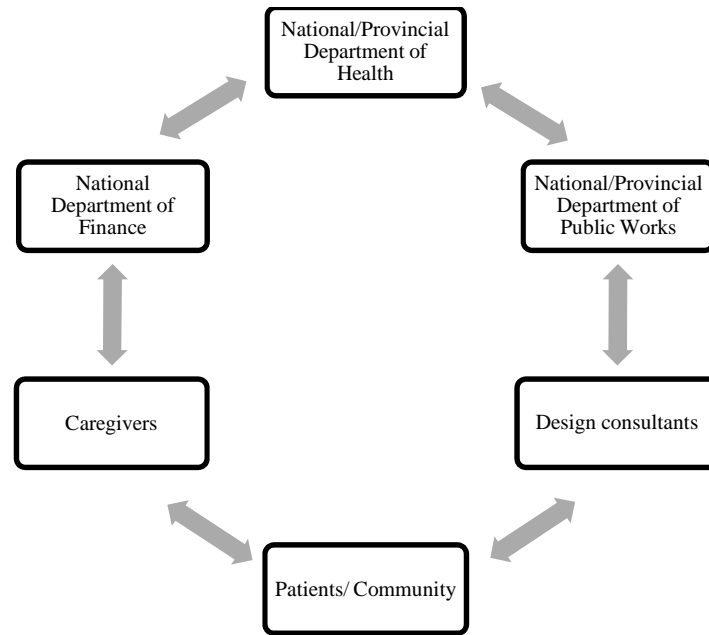 National/Provincial
Department of
Health
National
Department of
Finance
National/Provincial
Department of
Public Works
Caregivers
Design consultants
Patients/ Community